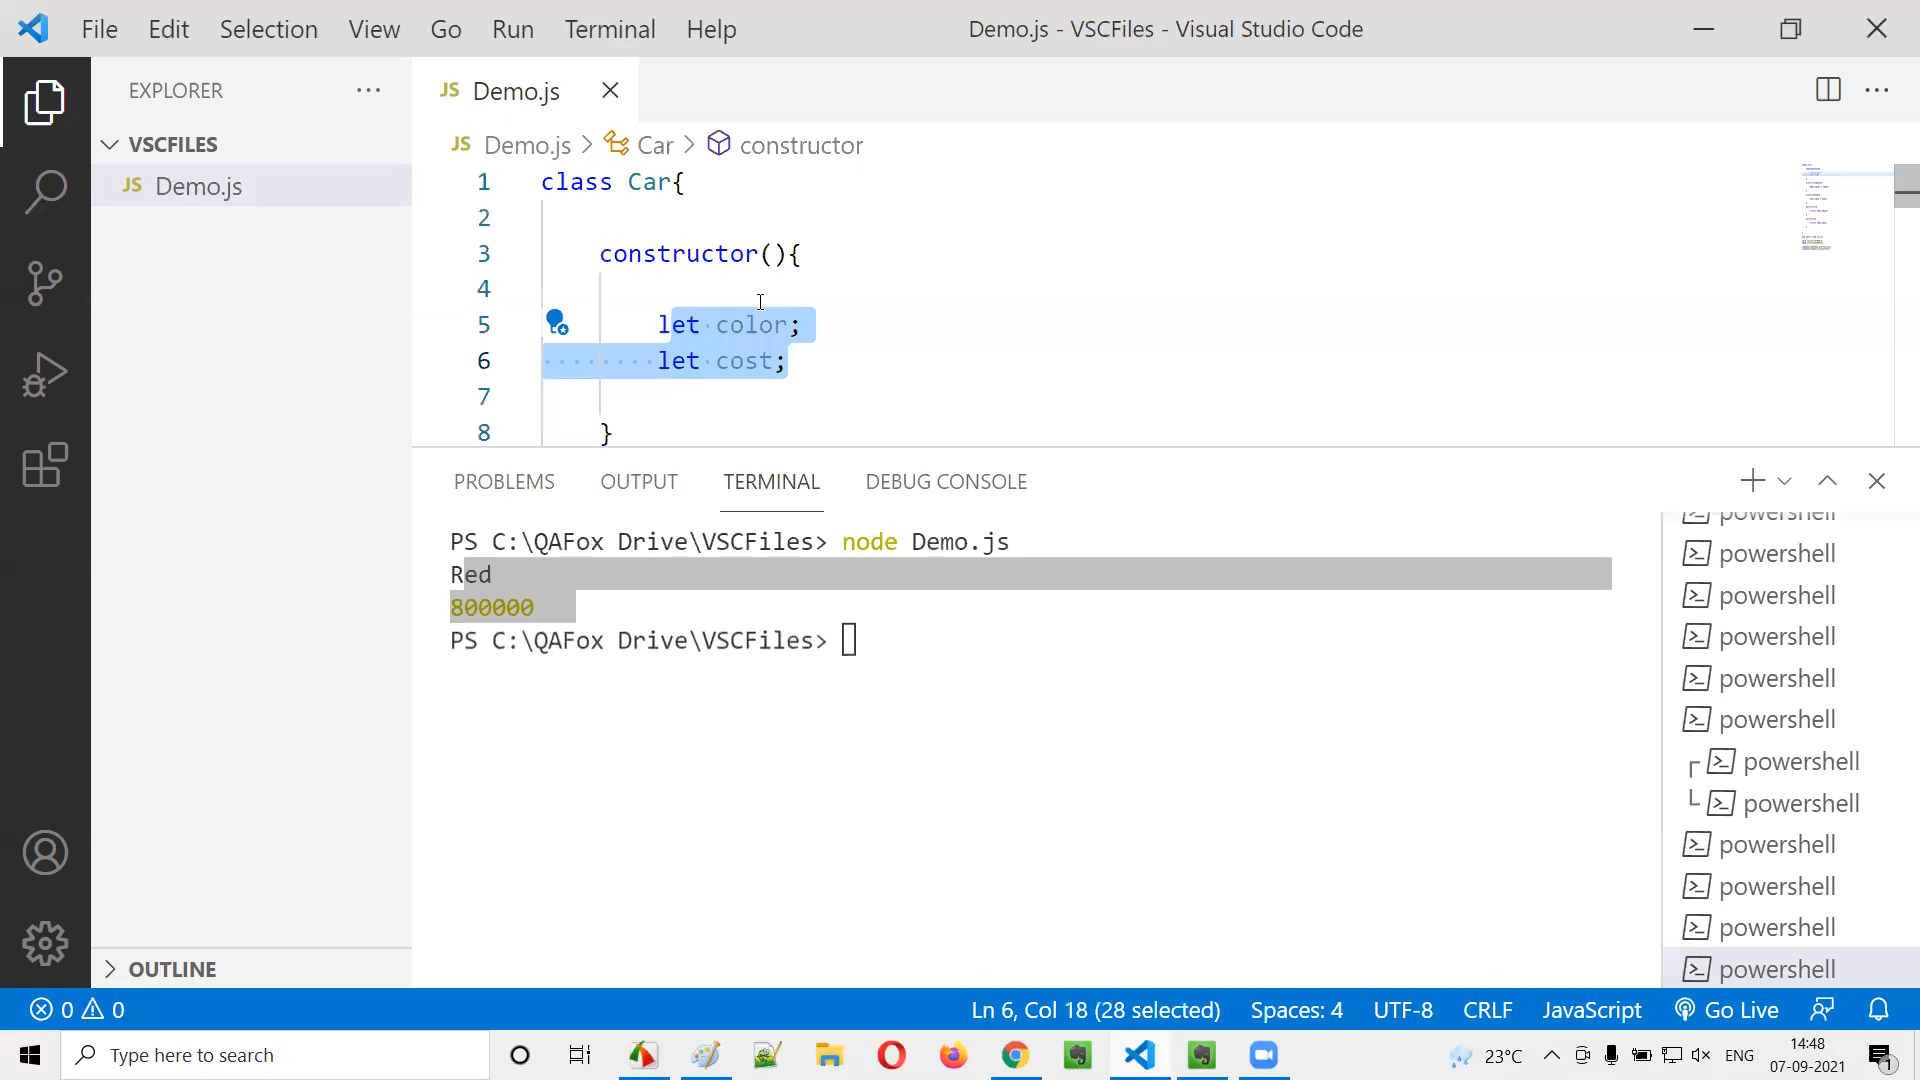 File Edit Selection View Go Run Terminal Help
Demo.js - VSCFiles - Visual Studio Code
EXPLORER
VSCFILES
JS Demo.js
OUTLINE
JS Demo.js
JS Demo.js > Car > constructor
1 class Car{
2
3 constructor(){
4
5 let color;
6 let cost;
7
8 }
PROBLEMS OUTPUT TERMINAL DEBUG CONSOLE
PS C:\QAFox Drive\VSCFiles> node Demo.js
Red
800000
PS C:\QAFox Drive\VSCFiles>
powershell
powershell
powershell
powershell
powershell
powershell
powershell
powershell
powershell
powershell
powershell
powershell
0 0
Ln 6, Col 18 (28 selected) Spaces: 4 UTF-8 CRLF JavaScript Go Live
Type here to search
23°C ENG
14:48
07-09-2021
1